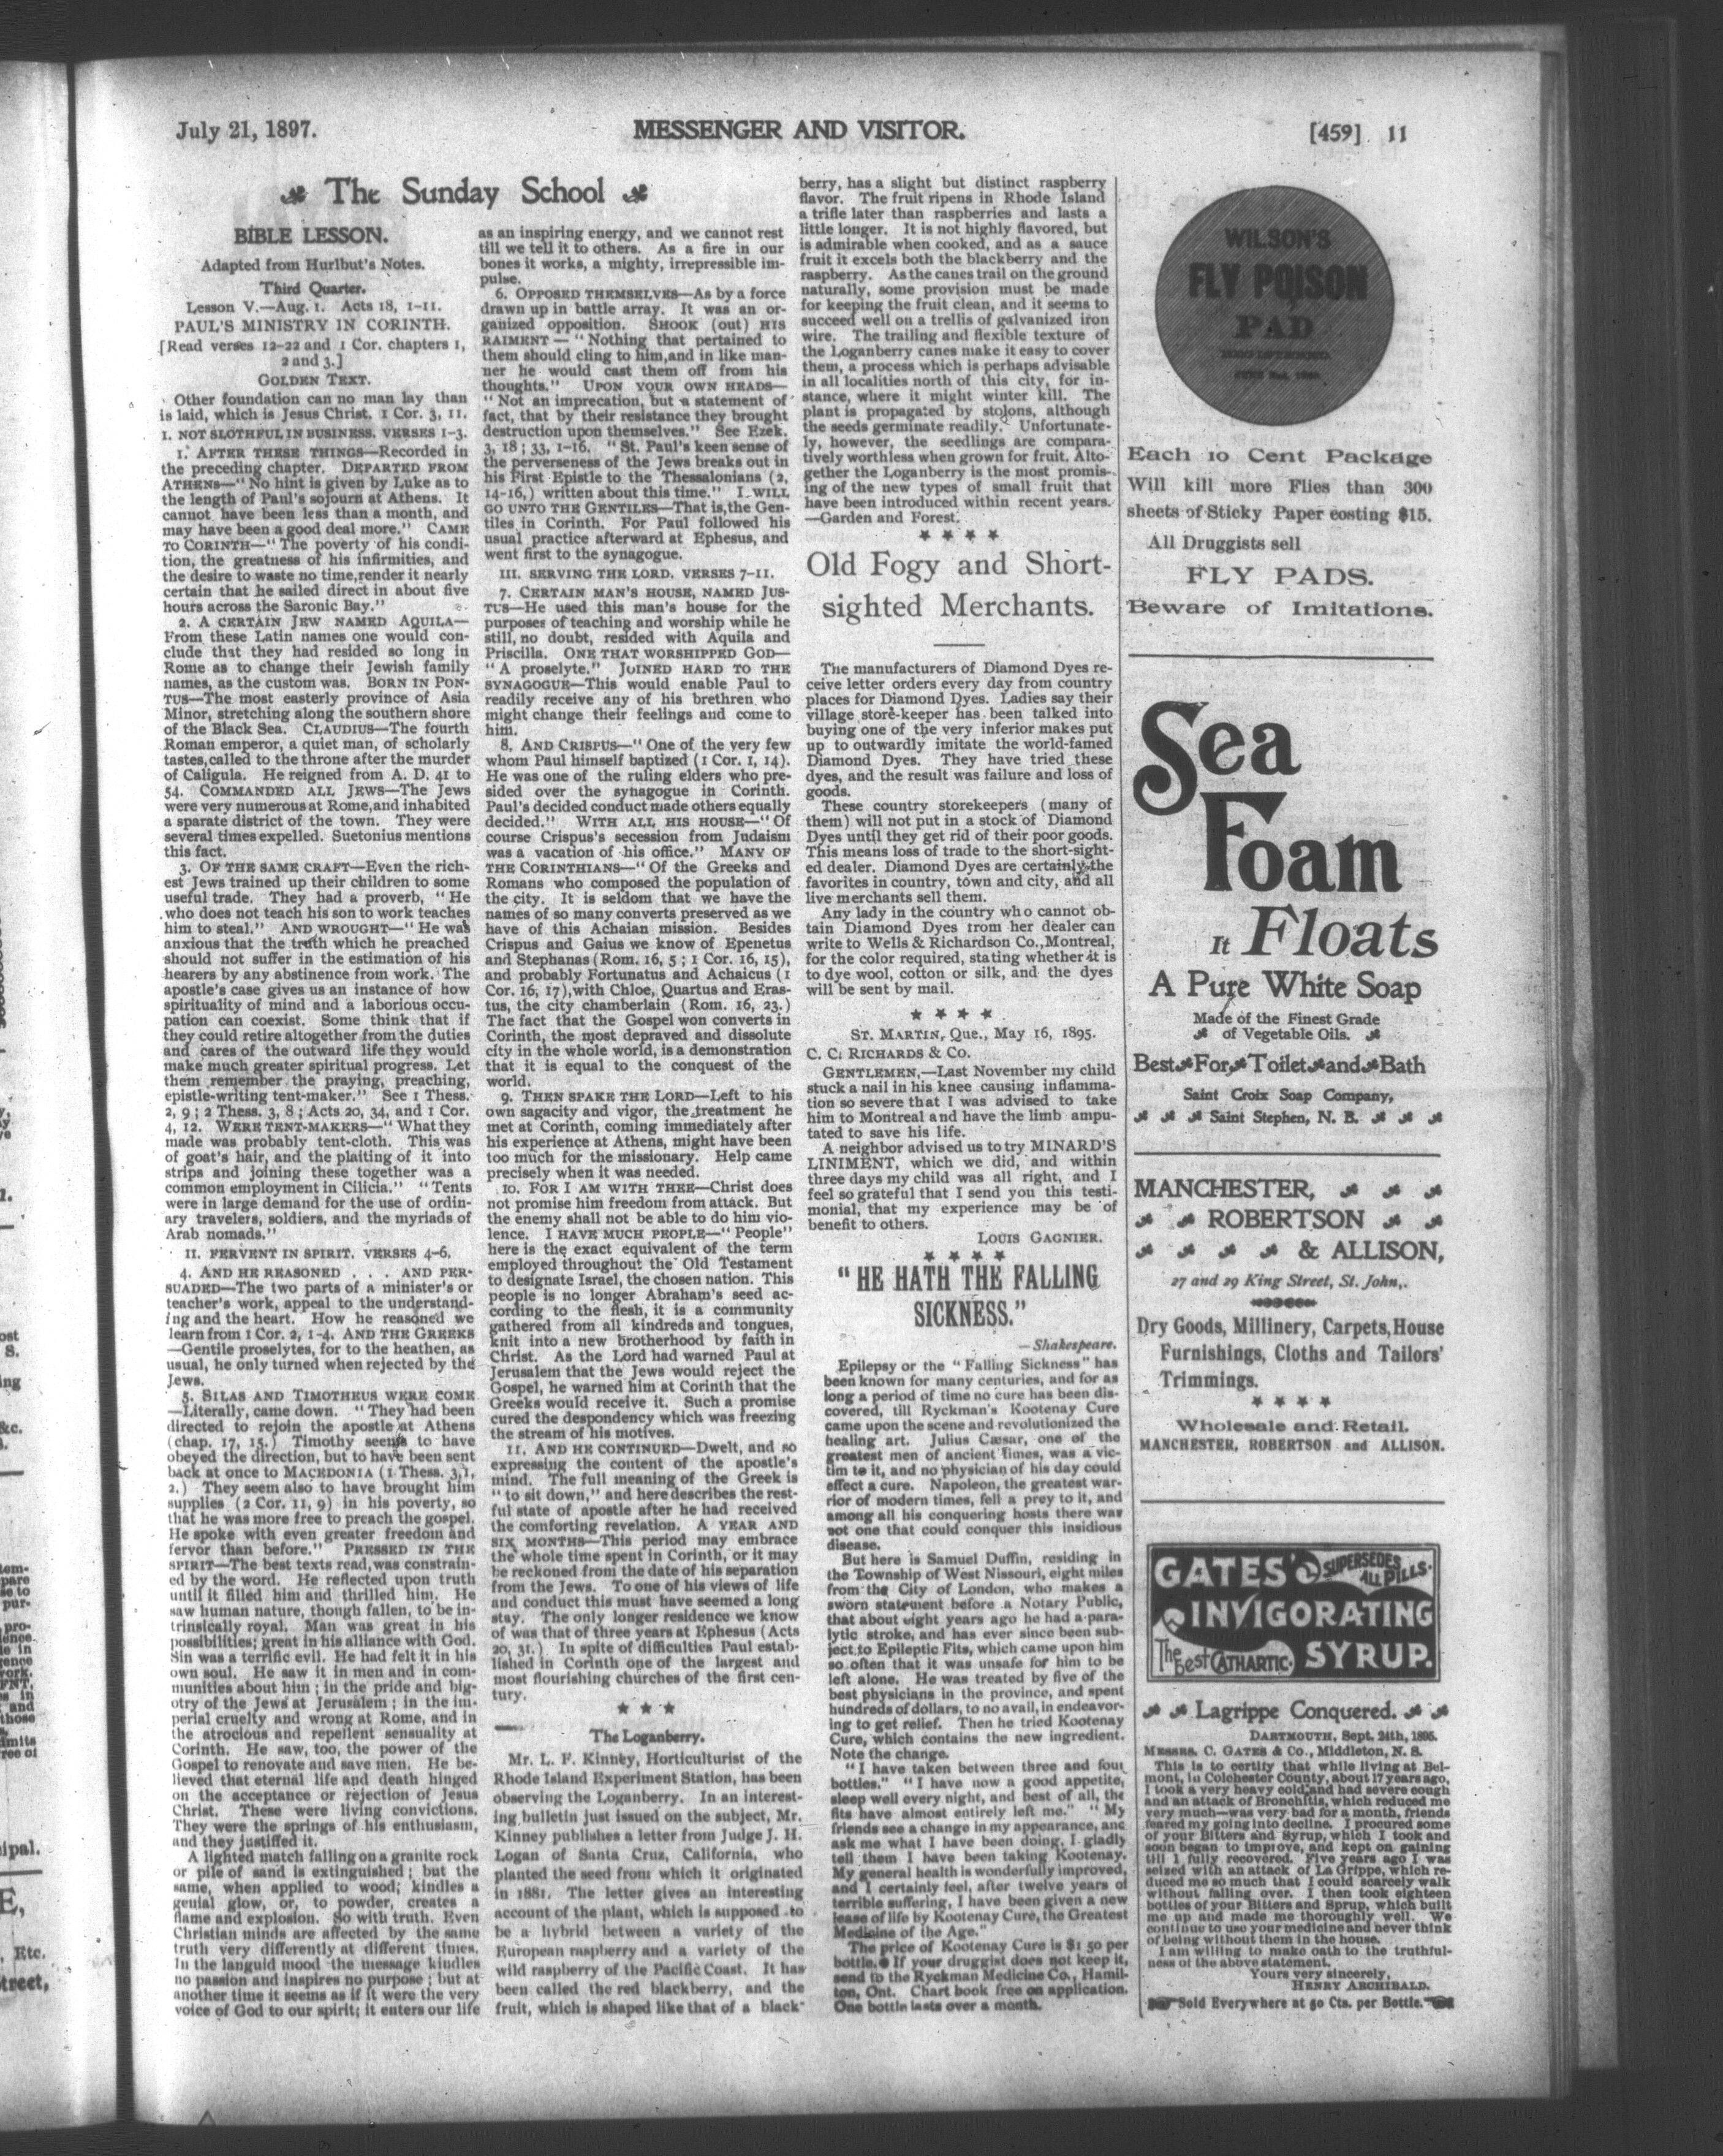 July 21, 1897.
MESSENGER AND VISITOR.
[459] 11
The Sunday School
BIBLE LESSON.
Adapted from Hurlbut's Notes.
Third Quarter.
Lesson V.—Aug. 1. Acts 18, 1-11.
PAUL'S MINISTRY IN CORINTH.
[Read verses 12-22 and 1 Cor. chapters 1,
2 and 3.]
GOLDEN TEXT.
Other foundation can no man lay than
is laid, which is Jesus Christ. 1 Cor. 3, 11.
I. NOT SLOTHFUL IN BUSINESS. VERSES 1-3.
1. AFTER THESE THINGS—Recorded in
the preceding chapter. DEPARTED FROM
ATHENS—"No hint is given by Luke as to
the length of Paul's sojourn at Athens. It
cannot have been less than a month, and
may have been a good deal more." CAME
TO CORINTH—"The poverty of his condi-
tion, the greatness of his infirmities, and
the desire to waste no time, render it nearly
certain that he sailed direct in about five
hours across the Saronic Bay."
2. A CERTAIN JEW NAMED AQUILA—
From these Latin names one would con-
clude that they had resided so long in
Rome as to change their Jewish family
names, as the custom was. BORN IN PON-
TUS—The most easterly province of Asia
Minor, stretching along the southern shore
of the Black Sea. CLAUDIUS—The fourth
Roman emperor, a quiet man, of scholarly
tastes, called to the throne after the murder
of Caligula. He reigned from A. D. 41 to
54. COMMANDED ALL JEWS—The Jews
were very numerous at Rome, and inhabited
a sparate district of the town. They were
several times expelled. Suetonius mentions
this fact.
3. OF THE SAME CRAFT—Even the rich-
est Jews trained up their children to some
useful trade. They had a proverb, "He
who does not teach his son to work teaches
him to steal." AND WROUGHT—"He was
anxious that the truth which he preached
should not suffer in the estimation of his
hearers by any abstinence from work. The
apostle's case gives us an instance of how
spirituality of mind and a laborious occu-
pation can coexist. Some think that if
they could retire altogether from the duties
and cares of the outward life they would
make much greater spiritual progress. Let
them remember the praying, preaching,
epistle-writing tent-maker." See 1 Thess.
2, 9; 2 Thess. 3, 8; Acts 20, 34, and 1 Cor.
4, 12. WERE TENT-MAKERS—"What they
made was probably tent-cloth. This was
of goat's hair, and the plaiting of it into
strips and joining these together was a
common employment in Cilicia." "Tents
were in large demand for the use of ordin-
ary travelers, soldiers, and the myriads of
Arab nomads."
II. FERVENT IN SPIRIT. VERSES 4-6.
4. AND HE REASONED . . . AND PER-
SUADED—The two parts of a minister's or
teacher's work, appeal to the understand-
ing and the heart. How he reasoned we
learn from 1 Cor. 2, 1-4. AND THE GREEKS
—Gentile proselytes, for to the heathen, as
usual, he only turned when rejected by the
Jews.
5. SILAS AND TIMOTHEUS WERE COME
—Literally, came down. "They had been
directed to rejoin the apostle at Athens
(chap. 17, 15.) Timothy seems to have
obeyed the direction, but to have been sent
back at once to MACEDONIA (1 Thess. 3, 1,
2.) They seem also to have brought him
supplies (2 Cor. 11, 9) in his poverty, so
that he was more free to preach the gospel.
He spoke with even greater freedom and
fervor than before." PRESSED IN THE
SPIRIT—The best texts read, was constrain-
ed by the word. He reflected upon truth
until it filled him and thrilled him. He
saw human nature, though fallen, to be in-
trinsically royal. Man was great in his
possibilities; great in his alliance with God.
Sin was a terrific evil. He had felt it in his
own soul. He saw it in men and in com-
munities about him; in the pride and big-
otry of the Jews at Jerusalem; in the im-
perial cruelty and wrong at Rome, and in
the atrocious and repellent sensuality at
Corinth. He saw, too, the power of the
Gospel to renovate and save men. He be-
lieved that eternal life and death hinged
on the acceptance or rejection of Jesus
Christ. These were living convictions.
They were the springs of his enthusiasm,
and they justified it.
A lighted match falling on a granite rock
or pile of sand is extinguished; but the
same, when applied to wood; kindles a
genial glow, or, to powder, creates a
flame and explosion. So with truth. Even
Christian minds are affected by the same
truth very differently at different times.
In the languid mood the message kindles
no passion and inspires no purpose; but at
another time it seems as if it were the very
voice of God to our spirit; it enters our life
as an inspiring energy, and we cannot rest
till we tell it to others. As a fire in our
bones it works, a mighty, irrepressible im-
pulse.
6. OPPOSED THEMSELVES—As by a force
drawn up in battle array. It was an or-
ganized opposition. SHOOK (out) HIS
RAIMENT—"Nothing that pertained to
them should cling to him, and in like man-
ner he would cast them off from his
thoughts." UPON YOUR OWN HEADS—
"Not an imprecation, but a statement of
fact, that by their resistance they brought
destruction upon themselves." See Ezek.
3, 18; 33, 1-16. "St. Paul's keen sense of
the perverseness of the Jews breaks out in
his First Epistle to the Thessalonians (2,
14-16,) written about this time." I WILL
GO UNTO THE GENTILES—That is, the Gen-
tiles in Corinth. For Paul followed his
usual practice afterward at Ephesus, and
went first to the synagogue.
III. SERVING THE LORD. VERSES 7-11.
7. CERTAIN MAN'S HOUSE, NAMED JUS-
TUS—He used this man's house for the
purposes of teaching and worship while he
still, no doubt, resided with Aquila and
Priscilla. ONE THAT WORSHIPPED GOD—
"A proselyte." JOINED HARD TO THE
SYNAGOGUE—This would enable Paul to
readily receive any of his brethren who
might change their feelings and come to
him.
8. AND CRISPUS—"One of the very few
whom Paul himself baptized (1 Cor. 1, 14).
He was one of the ruling elders who pre-
sided over the synagogue in Corinth.
Paul's decided conduct made others equally
decided." WITH ALL HIS HOUSE—"Of
course Crispus's secession from Judaism
was a vacation of his office." MANY OF
THE CORINTHIANS—"Of the Greeks and
Romans who composed the population of
the city. It is seldom that we have the
names of so many converts preserved as we
have of this Achaian mission. Besides
Crispus and Gaius we know of Epenetus
and Stephanas (Rom. 16, 5; 1 Cor. 16, 15),
and probably Fortunatus and Achaicus (1
Cor. 16, 17), with Chloe, Quartus and Eras-
tus, the city chamberlain (Rom. 16, 23.)
The fact that the Gospel won converts in
Corinth, the most depraved and dissolute
city in the whole world, is a demonstration
that it is equal to the conquest of the
world.
9. THEN SPAKE THE LORD—Left to his
own sagacity and vigor, the treatment he
met at Corinth, coming immediately after
his experience at Athens, might have been
too much for the missionary. Help came
precisely when it was needed.
10. FOR I AM WITH THEE—Christ does
not promise him freedom from attack. But
the enemy shall not be able to do him vio-
lence. I HAVE MUCH PEOPLE—"People"
here is the exact equivalent of the term
employed throughout the Old Testament
to designate Israel, the chosen nation. This
people is no longer Abraham's seed ac-
cording to the flesh, it is a community
gathered from all kindreds and tongues,
knit into a new brotherhood by faith in
Christ. As the Lord had warned Paul at
Jerusalem that the Jews would reject the
Gospel, he warned him at Corinth that the
Greeks would receive it. Such a promise
cured the despondency which was freezing
the stream of his motives.
11. AND HE CONTINUED—Dwelt, and so
expressing the content of the apostle's
mind. The full meaning of the Greek is
"to sit down," and here describes the rest-
ful state of apostle after he had received
the comforting revelation. A YEAR AND
SIX MONTHS—This period may embrace
the whole time spent in Corinth, or it may
be reckoned from the date of his separation
from the Jews. To one of his views of life
and conduct this must have seemed a long
stay. The only longer residence we know
of was that of three years at Ephesus (Acts
20, 31.) In spite of difficulties Paul estab-
lished in Corinth one of the largest and
most flourishing churches of the first cen-
tury.
The Loganberry.
Mr. L. F. Kinney, Horticulturist of the
Rhode Island Experiment Station, has been
observing the Loganberry. In an interest-
ing bulletin just issued on the subject, Mr.
Kinney publishes a letter from Judge J. H.
Logan of Santa Cruz, California, who
planted the seed from which it originated
in 1881. The letter gives an interesting
account of the plant, which is supposed to
be a hybrid between a variety of the
European raspberry and a variety of the
wild raspberry of the Pacific Coast. It has
been called the red blackberry, and the
fruit, which is shaped like that of a black-
berry, has a slight but distinct raspberry
flavor. The fruit ripens in Rhode Island
a trifle later than raspberries and lasts a
little longer. It is not highly flavored, but
is admirable when cooked, and as a sauce
fruit it excels both the blackberry and the
raspberry. As the canes trail on the ground
naturally, some provision must be made
for keeping the fruit clean, and it seems to
succeed well on a trellis of galvanized iron
wire. The trailing and flexible texture of
the Loganberry canes make it easy to cover
them, a process which is perhaps advisable
in all localities north of this city, for in-
stance, where it might winter kill. The
plant is propagated by stolons, although
the seeds germinate readily. Unfortunate-
ly, however, the seedlings are compara-
tively worthless when grown for fruit. Alto-
gether the Loganberry is the most promis-
ing of the new types of small fruit that
have been introduced within recent years.
—Garden and Forest.
Old Fogy and Short-
sighted Merchants.
The manufacturers of Diamond Dyes re-
ceive letter orders every day from country
places for Diamond Dyes. Ladies say their
village store-keeper has been talked into
buying one of the very inferior makes put
up to outwardly imitate the world-famed
Diamond Dyes. They have tried these
dyes, and the result was failure and loss of
goods.
These country storekeepers (many of
them) will not put in a stock of Diamond
Dyes until they get rid of their poor goods.
This means loss of trade to the short-sight-
ed dealer. Diamond Dyes are certainly the
favorites in country, town and city, and all
live merchants sell them.
Any lady in the country who cannot ob-
tain Diamond Dyes from her dealer can
write to Wells & Richardson Co., Montreal,
for the color required, stating whether it is
to dye wool, cotton or silk, and the dyes
will be sent by mail.
ST. MARTIN, Que., May 16, 1895.
C. C. RICHARDS & Co.
GENTLEMEN,—Last November my child
stuck a nail in his knee causing inflamma-
tion so severe that I was advised to take
him to Montreal and have the limb ampu-
tated to save his life.
A neighbor advised us to try MINARD'S
LINIMENT, which we did, and within
three days my child was all right, and I
feel so grateful that I send you this testi-
monial, that my experience may be of
benefit to others.
LOUIS GAGNIER.
"HE HATH THE FALLING
SICKNESS."
—Shakespeare.
Epilepsy or the "Falling Sickness" has
been known for many centuries, and for as
long a period of time no cure has been dis-
covered, till Ryckman's Kootenay Cure
came upon the scene and revolutionized the
healing art. Julius Cæsar, one of the
greatest men of ancient times, was a vic-
tim to it, and no physician of his day could
effect a cure. Napoleon, the greatest war-
rior of modern times, fell a prey to it, and
among all his conquering hosts there was
not one that could conquer this insidious
disease.
But here is Samuel Duffin, residing in
the Township of West Nissouri, eight miles
from the City of London, who makes a
sworn statement before a Notary Public,
that about eight years ago he had a para-
lytic stroke, and has ever since been sub-
ject to Epileptic Fits, which came upon him
so often that it was unsafe for him to be
left alone. He was treated by five of the
best physicians in the province, and spent
hundreds of dollars, to no avail, in endeavor-
ing to get relief. Then he tried Kootenay
Cure, which contains the new ingredient.
Note the change.
"I have taken between three and four
bottles." "I have now a good appetite,
sleep well every night, and best of all, the
fits have almost entirely left me." "My
friends see a change in my appearance, and
ask me what I have been doing. I gladly
tell them I have been taking Kootenay.
My general health is wonderfully improved,
and I certainly feel, after twelve years of
terrible suffering, I have been given a new
lease of life by Kootenay Cure, the Greatest
Medicine of the Age."
The price of Kootenay Cure is $1 50 per
bottle. If your druggist does not keep it,
send to the Ryckman Medicine Co., Hamil-
ton, Ont. Chart book free on application.
One bottle lasts over a month.
WILSON'S
FLY POISON
PAD
Each 10 Cent Package
Will kill more Flies than 300
sheets of Sticky Paper costing $15.
All Druggists sell
FLY PADS.
Beware of Imitations.
Sea
Foam
It Floats
A Pure White Soap
Made of the Finest Grade
of Vegetable Oils.
Best For Toilet and Bath
Saint Croix Soap Company,
Saint Stephen, N. B.
MANCHESTER,
ROBERTSON
& ALLISON,
27 and 29 King Street, St. John,.
Dry Goods, Millinery, Carpets, House
Furnishings, Cloths and Tailors'
Trimmings.
Wholesale and Retail.
MANCHESTER, ROBERTSON and ALLISON.
GATES'
SUPERSEDES
ALL PILLS.
INVIGORATING
The Best CATHARTIC
SYRUP.
Lagrippe Conquered.
DARTMOUTH, Sept. 24th, 1895.
MESSRS. C. GATES & Co., Middleton, N. S.
This is to certify that while living at Bel-
mont, in Colchester County, about 17 years ago,
I took a very heavy cold, and had severe cough
and an attack of Bronchitis, which reduced me
very much—was very bad for a month, friends
feared my going into decline. I procured some
of your Bitters and Syrup, which I took and
soon began to improve, and kept on gaining
till I fully recovered. Five years ago I was
seized with an attack of La Grippe, which re-
duced me so much that I could scarcely walk
without falling over. I then took eighteen
bottles of your Bitters and Sprup, which built
me up and made me thoroughly well. We
continue to use your medicine and never think
of being without them in the house.
I am willing to make oath to the truthful-
ness of the above statement.
Yours very sincerely,
HENRY ARCHIBALD.
Sold Everywhere at 50 Cts. per Bottle.